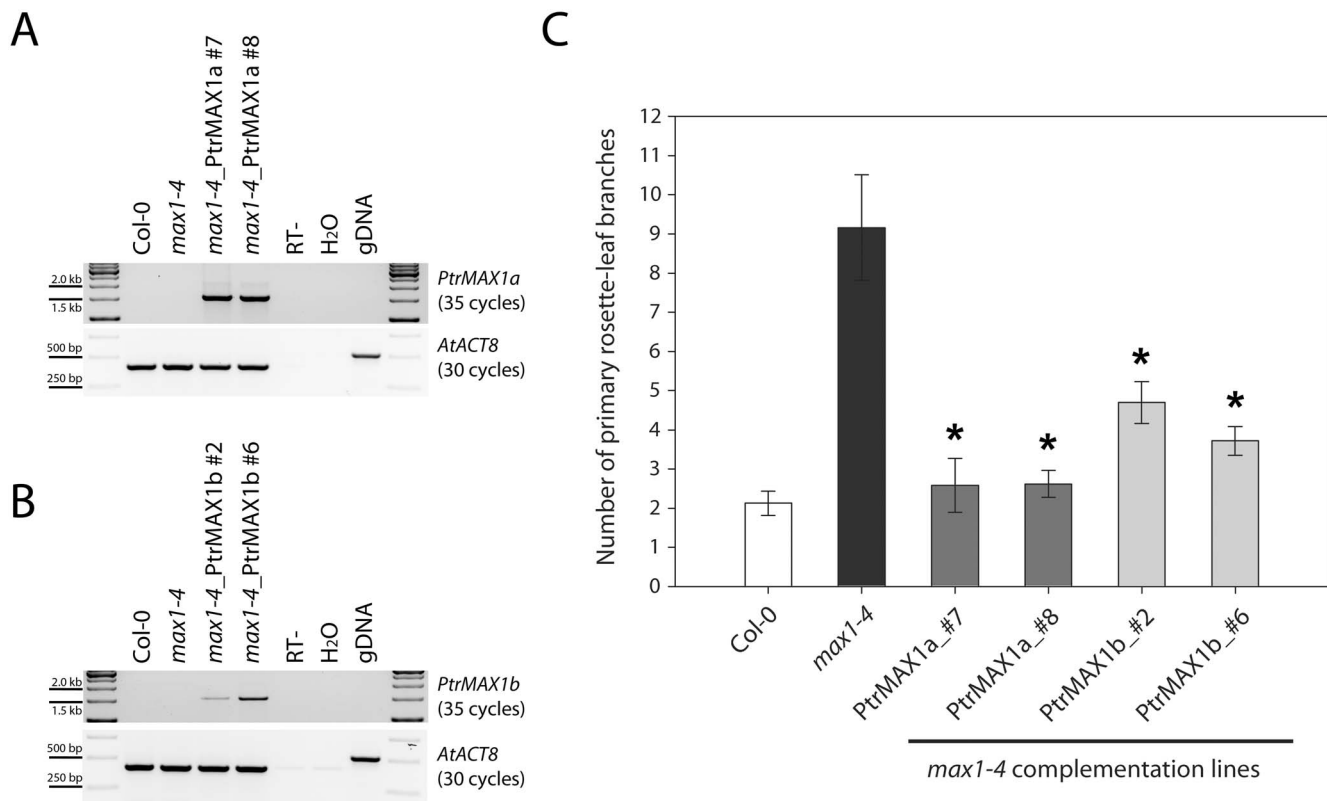 A
Col-0
max1-4
max1-4_PtrMAX1a #7
max1-4_PtrMAX1a #8
RT-
H2O
gDNA
2.0 kb
1.5 kb
PtrMAX1a
(35 cycles)
500 bp
250 bp
AtACT8
(30 cycles)
B
Col-0
max1-4
max1-4_PtrMAX1b #2
max1-4_PtrMAX1b #6
RT-
H2O
gDNA
2.0 kb
1.5 kb
PtrMAX1b
(35 cycles)
500 bp
250 bp
AtACT8
(30 cycles)
C
Number of primary rosette-leaf branches
12
11
10
9
8
7
6
5
4
3
2
1
0
*
*
*
*
Col-0
max1-4
PtrMAX1a_#7
PtrMAX1a_#8
PtrMAX1b_#2
PtrMAX1b_#6
max1-4 complementation lines